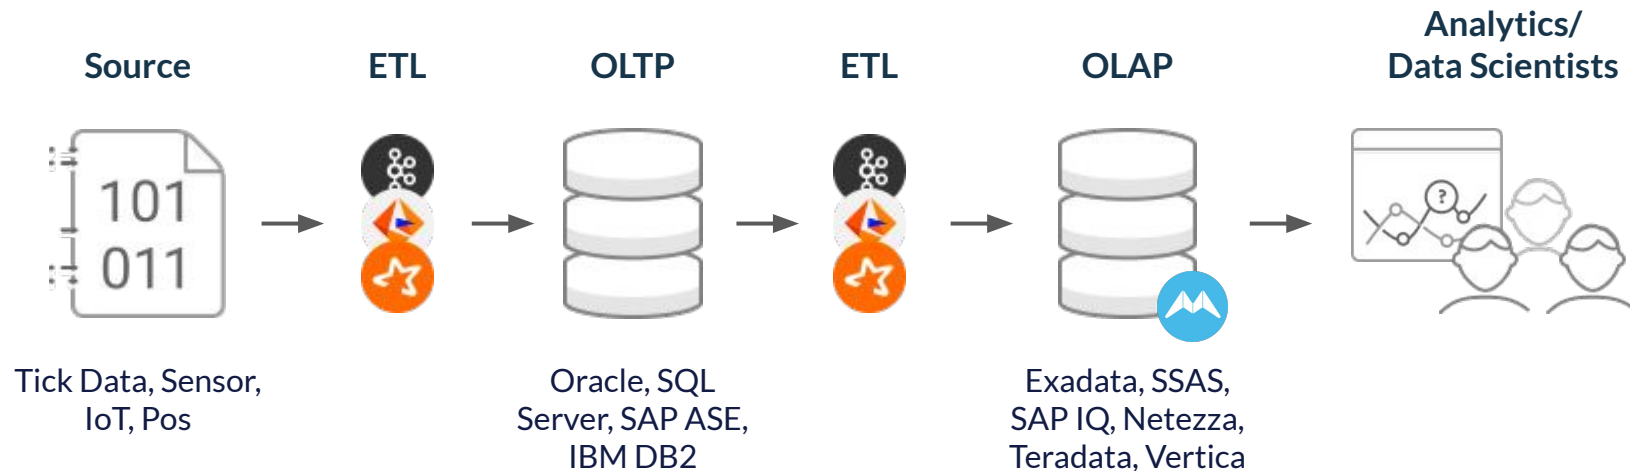 Source
ETL
OLTP
ETL
OLAP
Analytics/
Data Scientists
101
011
?
Tick Data, Sensor,
IoT, Pos
Oracle, SQL
Server, SAP ASE,
IBM DB2
Exadata, SSAS,
SAP IQ, Netezza,
Teradata, Vertica